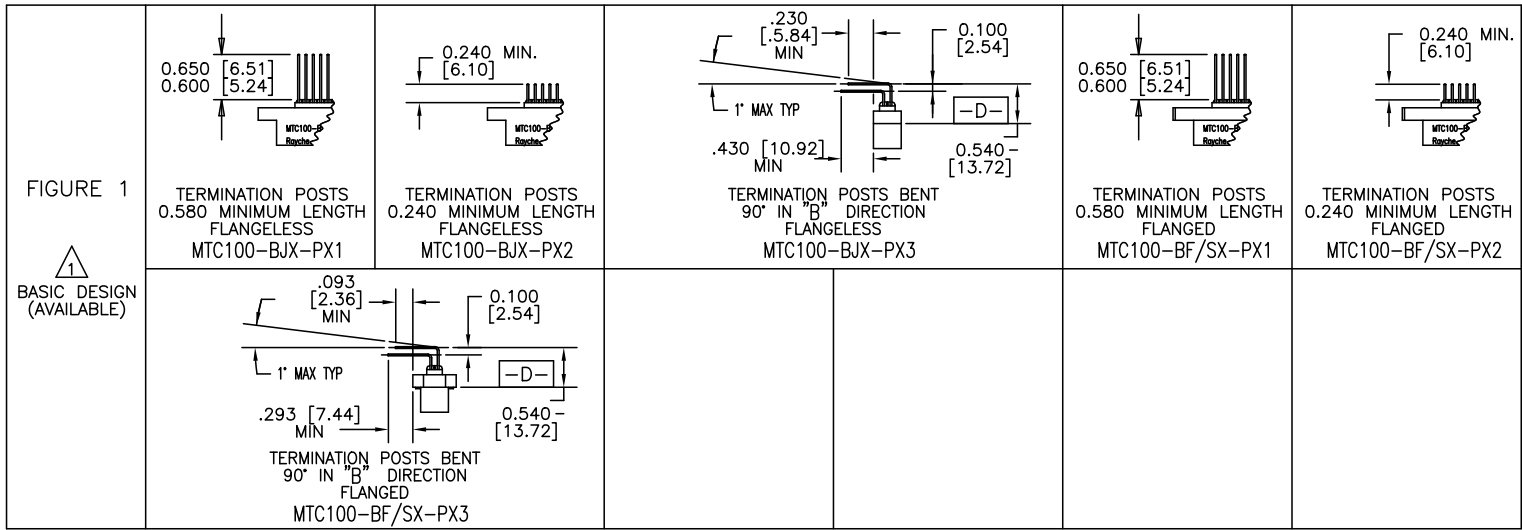 FIGURE 1
1
BASIC DESIGN
(AVAILABLE)
0.650 [6.51]
0.600 [5.24]
MTC100-B
Rayche
TERMINATION POSTS
0.580 MINIMUM LENGTH
FLANGELESS
MTC100-BJX-PX1
0.240 MIN.
[6.10]
MTC100-B
Rayche
TERMINATION POSTS
0.240 MINIMUM LENGTH
FLANGELESS
MTC100-BJX-PX2
.230
[5.84]
MIN
0.100
[2.54]
1° MAX TYP
-D-
.430 [10.92]
MIN
0.540-
[13.72]
TERMINATION POSTS BENT
90° IN "B" DIRECTION
FLANGELESS
MTC100-BJX-PX3
0.650 [6.51]
0.600 [5.24]
MTC100-B
Rayche
TERMINATION POSTS
0.580 MINIMUM LENGTH
FLANGED
MTC100-BF/SX-PX1
0.240 MIN.
[6.10]
MTC100-B
Rayche
TERMINATION POSTS
0.240 MINIMUM LENGTH
FLANGED
MTC100-BF/SX-PX2
.093
[2.36]
MIN
0.100
[2.54]
1° MAX TYP
-D-
.293 [7.44]
MIN
0.540-
[13.72]
TERMINATION POSTS BENT
90° IN "B" DIRECTION
FLANGED
MTC100-BF/SX-PX3